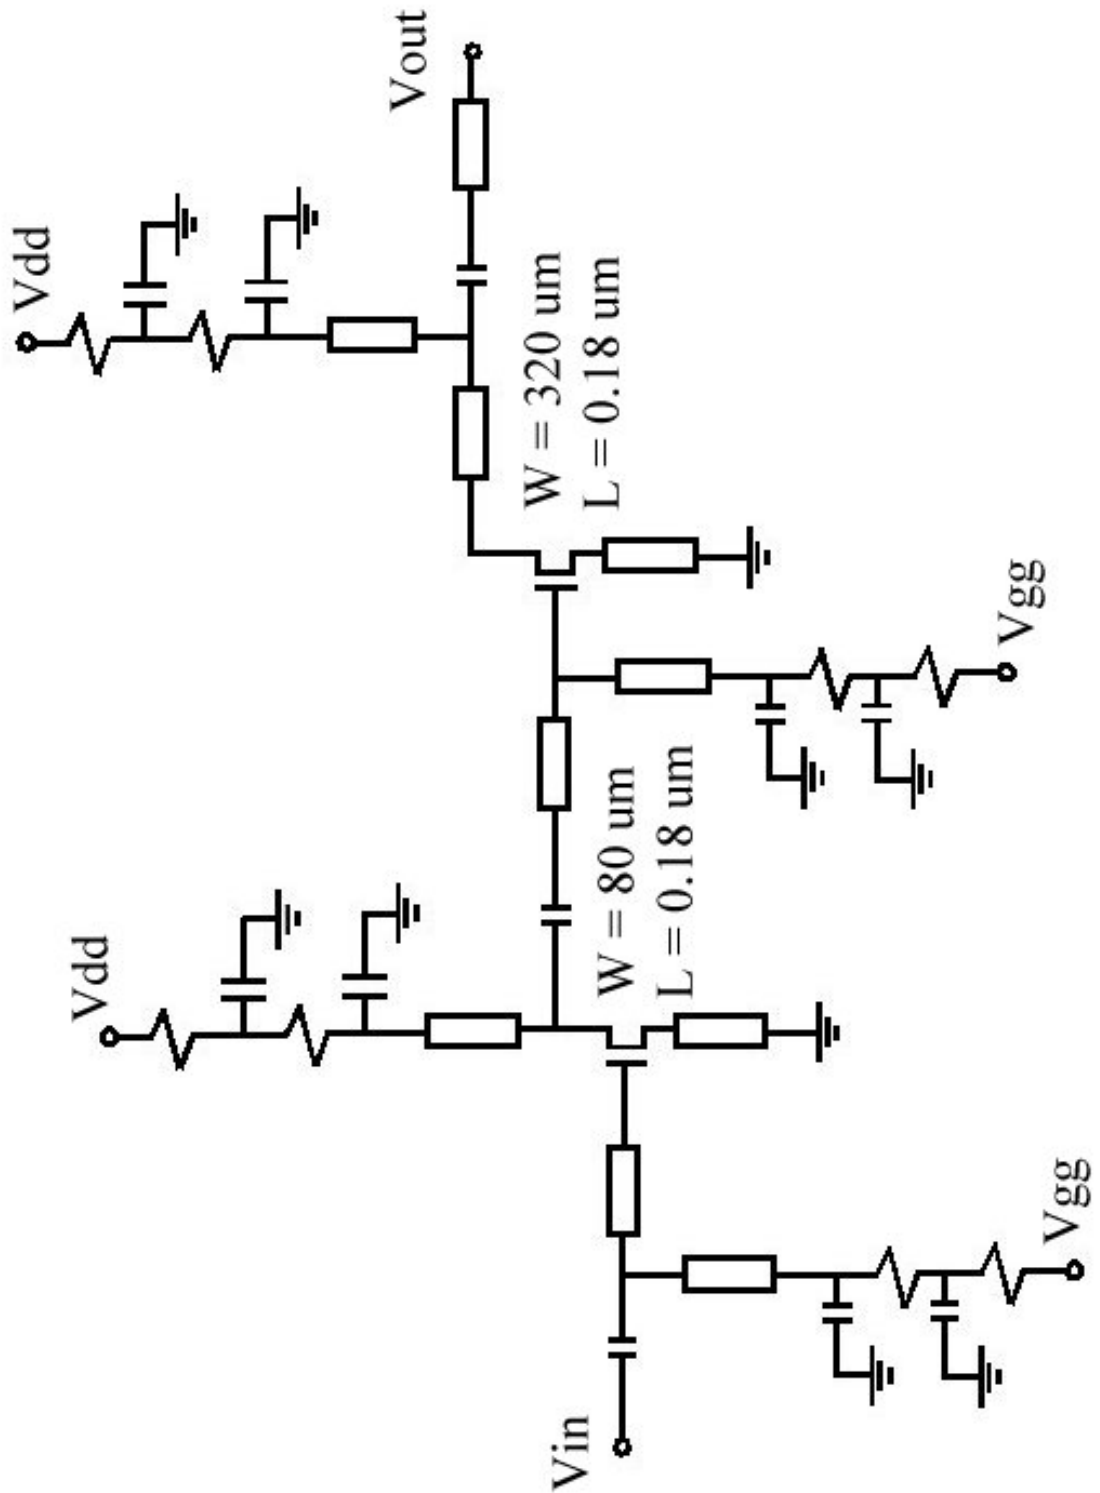 Vin
Vgg
Vdd
W = 80 um
L = 0.18 um
Vgg
W = 320 um
L = 0.18 um
Vdd
Vout